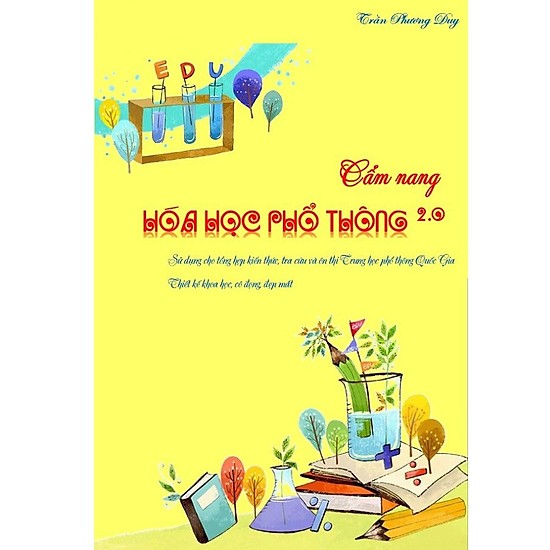 Trần Phương Duy
EDU
Cẩm nang
HÓA HỌC PHỔ THÔNG 2.0
Sử dụng cho tổng hợp kiến thức, tra cứu và ôn thi Trung học phổ thông Quốc Gia
Thiết kế khoa học, cô đọng, đẹp mắt